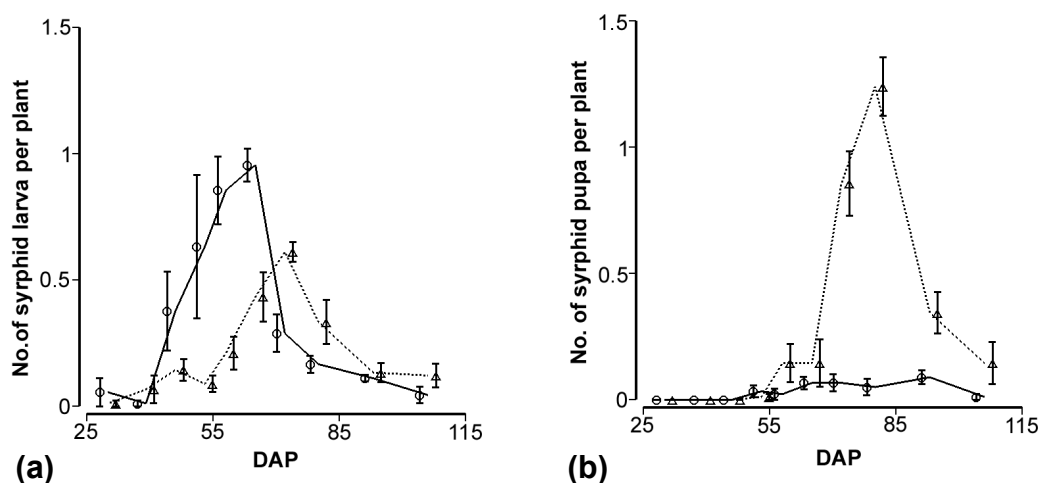 1.5
1
0.5
0
No.of syrphid larva per plant
25 55 85 115
DAP
(a)
1.5
1
0.5
0
No. of syrphid pupa per plant
25 55 85 115
DAP
(b)